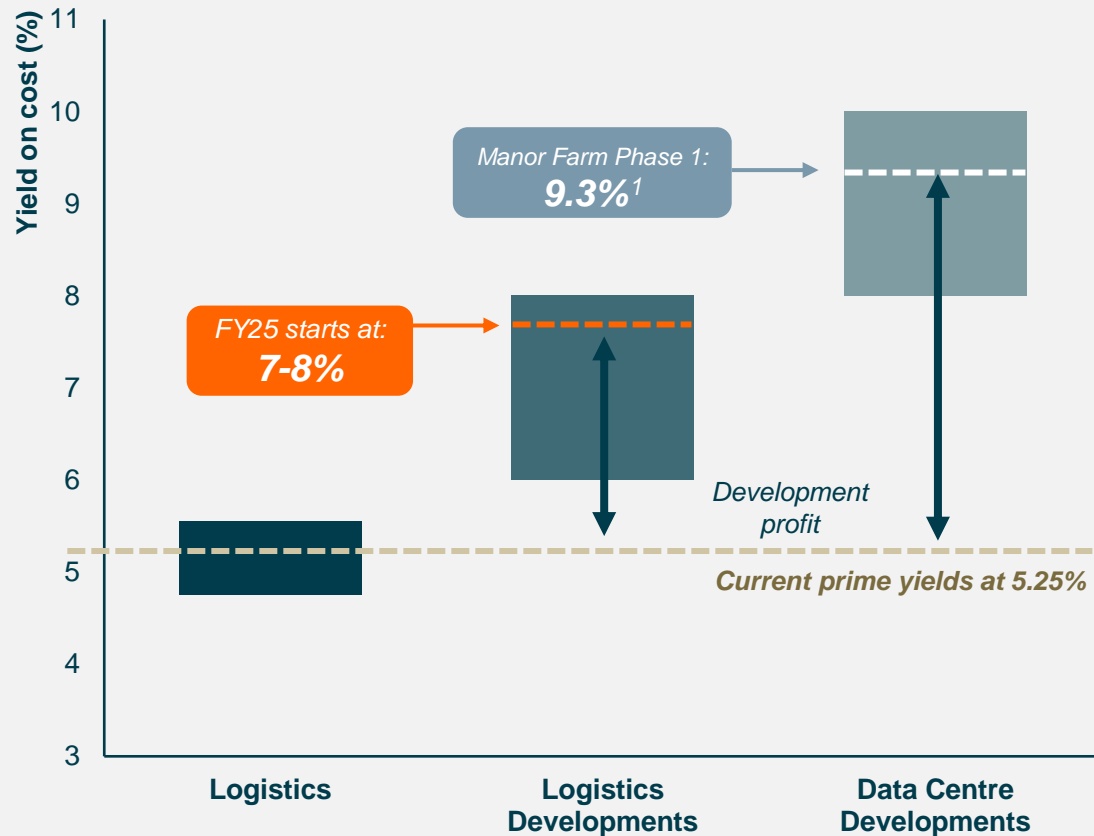 Yield on cost (%)
11
10
9
8
7
6
5
4
3
Manor Farm Phase 1:
9.3%1
FY25 starts at:
7-8%
Development
profit
Current prime yields at 5.25%
Logistics
Logistics
Developments
Data Centre
Developments